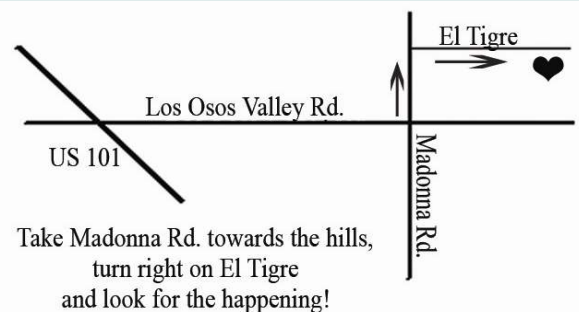 El Tigre
Los Osos Valley Rd.
US 101
Madonna Rd.
Take Madonna Rd. towards the hills,
turn right on El Tigre
and look for the happening!